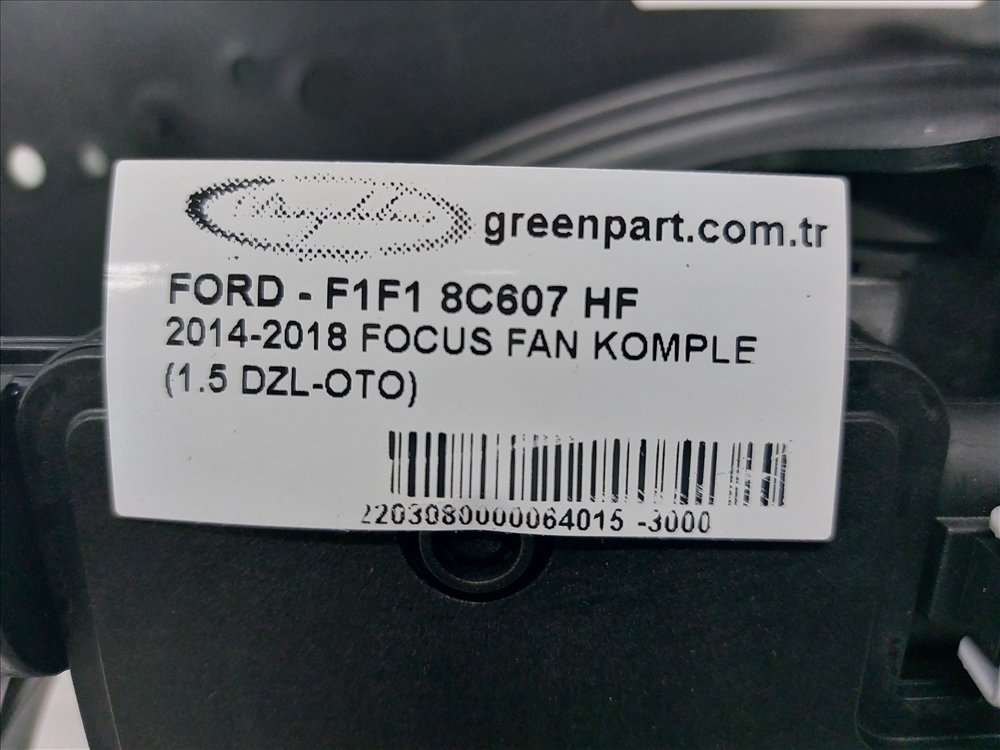 greenpart.com.tr
FORD - F1F1 8C607 HF
2014-2018 FOCUS FAN KOMPLE
(1.5 DZL-OTO)
2203080000064015 -3000